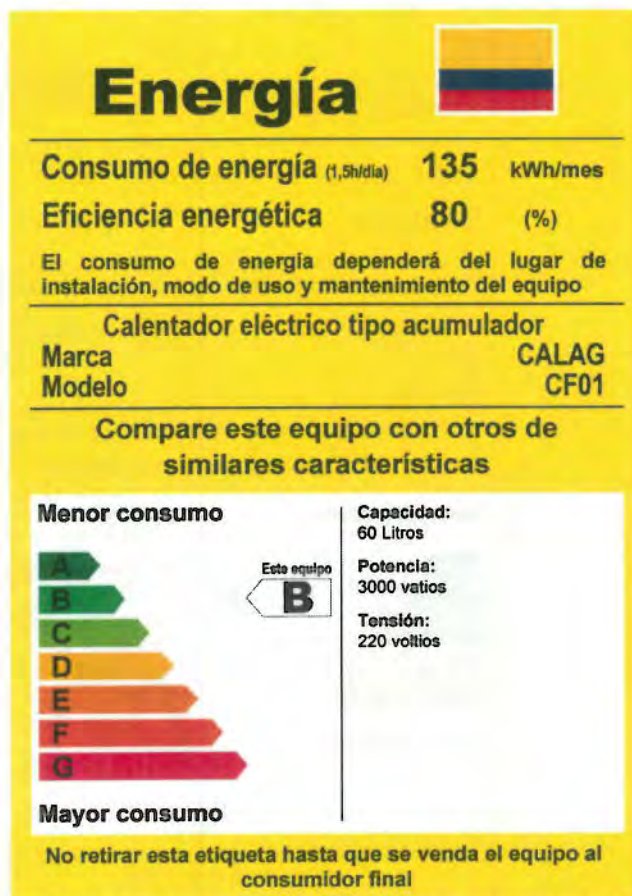 Energía
Consumo de energía (1,5h/día) 135 kWh/mes
Eficiencia energética 80 (%)
El consumo de energía dependerá del lugar de
instalación, modo de uso y mantenimiento del equipo
Calentador eléctrico tipo acumulador
Marca CALAG
Modelo CF01
Compare este equipo con otros de
similares características
Menor consumo
A
B
C
D
E
F
G
Mayor consumo
Este equipo
B
Capacidad:
60 Litros
Potencia:
3000 vatios
Tensión:
220 voltios
No retirar esta etiqueta hasta que se venda el equipo al
consumidor final